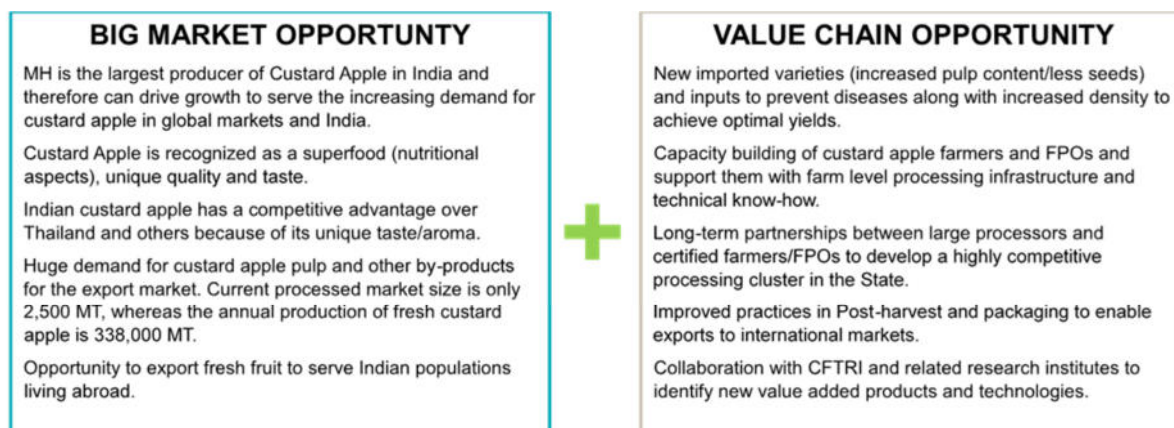 BIG MARKET OPPORTUNTY
MH is the largest producer of Custard Apple in India and
therefore can drive growth to serve the increasing demand for
custard apple in global markets and India.
Custard Apple is recognized as a superfood (nutritional
aspects), unique quality and taste.
Indian custard apple has a competitive advantage over
Thailand and others because of its unique taste/aroma.
Huge demand for custard apple pulp and other by-products
for the export market. Current processed market size is only
2,500 MT, whereas the annual production of fresh custard
apple is 338,000 MT.
Opportunity to export fresh fruit to serve Indian populations
living abroad.
VALUE CHAIN OPPORTUNITY
New imported varieties (increased pulp content/less seeds)
and inputs to prevent diseases along with increased density to
achieve optimal yields.
Capacity building of custard apple farmers and FPOs and
support them with farm level processing infrastructure and
technical know-how.
Long-term partnerships between large processors and
certified farmers/FPOs to develop a highly competitive
processing cluster in the State.
Improved practices in Post-harvest and packaging to enable
exports to international markets.
Collaboration with CFTRI and related research institutes to
identify new value added products and technologies.